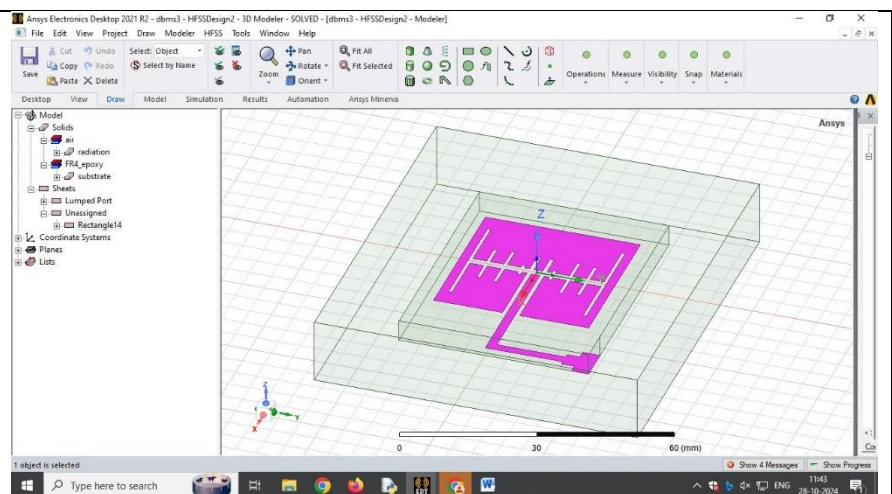 Ansys Electronics Desktop 2021 R2 - dbms3 - HFSSDesign2 - 3D Modeler - SOLVED - [dbms3 - HFSSDesign2 - Modeler]
File Edit View Project Draw Modeler HFSS Tools Window Help
Save
Cut Undo
Copy Redo
Paste Delete
Select: Object
Select by Name
Zoom
Pan
Rotate
Orient
Fit All
Fit Selected
Operations Measure Visibility Snap Materials
Desktop View Draw Model Simulation Results Automation Ansys Minerva
Model
Solids
air
radiation
FR4_epoxy
substrate
Sheets
Lumped Port
Unassigned
Rectangle14
Coordinate Systems
Planes
Lists
Ansys
Z
Z
Y
X
0 30 60 (mm)
Co
1 object is selected
Show 4 Messages Show Progress
Type here to search
EDT
ENG
11:43
28-10-2024